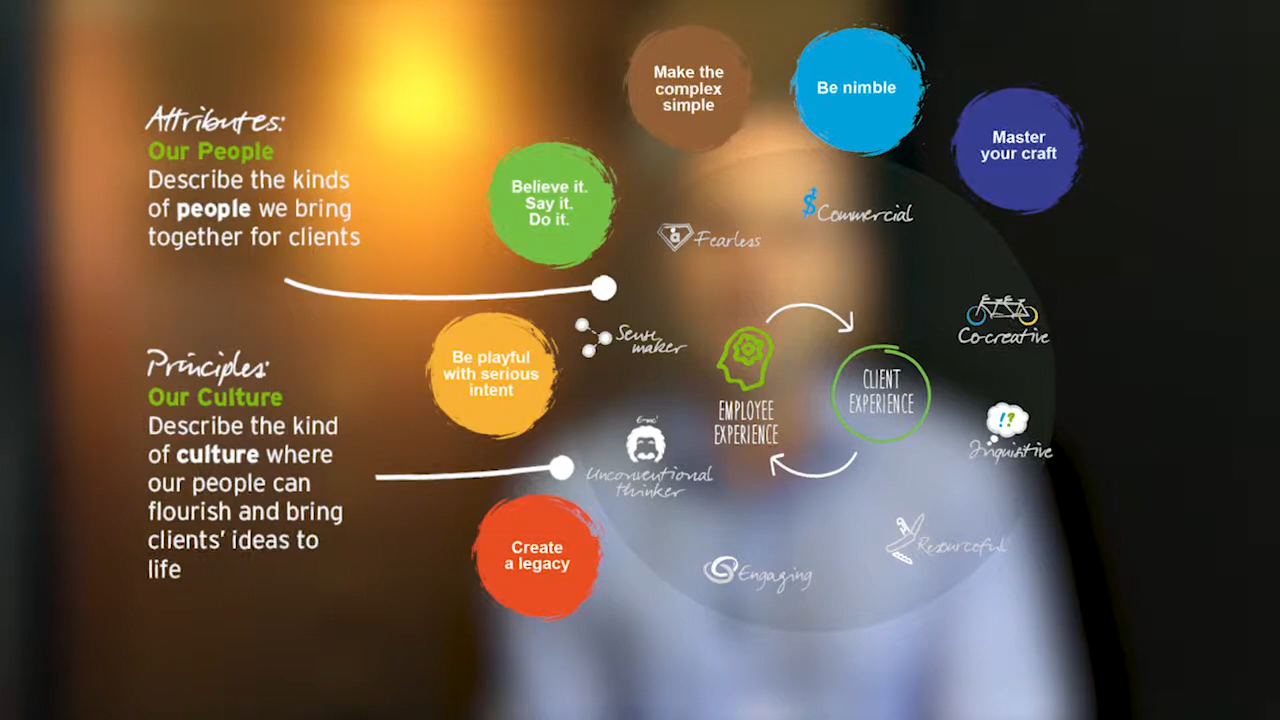 Attributes:
Our People
Describe the kinds
of people we bring
together for clients
Principles:
Our Culture
Describe the kind
of culture where
our people can
flourish and bring
clients' ideas to
life
Make the
complex
simple
Be nimble
Master
your craft
Believe it.
Say it.
Do it.
Be playful
with serious
intent
Create
a legacy
$ Commercial
a Fearless
Sense
maker
Co-creative
EMPLOYEE
EXPERIENCE
CLIENT
EXPERIENCE
!?
Inquisitive
Unconventional
thinker
Resourceful
Engaging